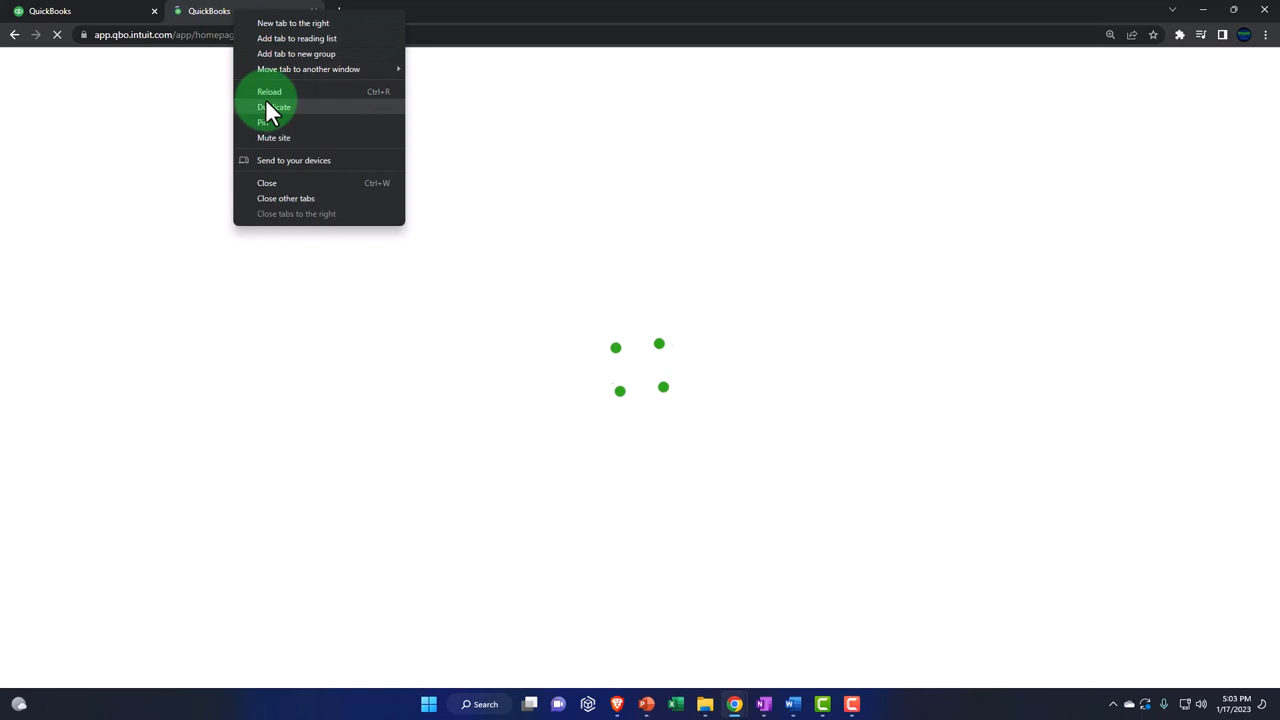 QuickBooks
QuickBooks
app.qbo.intuit.com/app/homepag
New tab to the right
Add tab to reading list
Add tab to new group
Move tab to another window
Reload Ctrl+R
Duplicate
Mute site
Send to your devices
Close Ctrl+W
Close other tabs
Close tabs to the right
Search
5:03 PM
1/17/2023